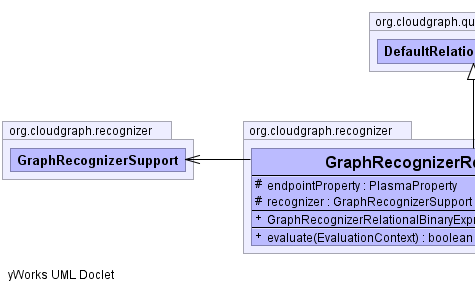 org.cloudgraph.qu
DefaultRelatio
org.cloudgraph.recognizer
GraphRecognizerSupport
org.cloudgraph.recognizer
GraphRecognizerRe
# endpointProperty : PlasmaProperty
# recognizer : GraphRecognizerSupport
+ GraphRecognizerRelationalBinaryExpr
+ evaluate(EvaluationContext) : boolean
yWorks UML Doclet